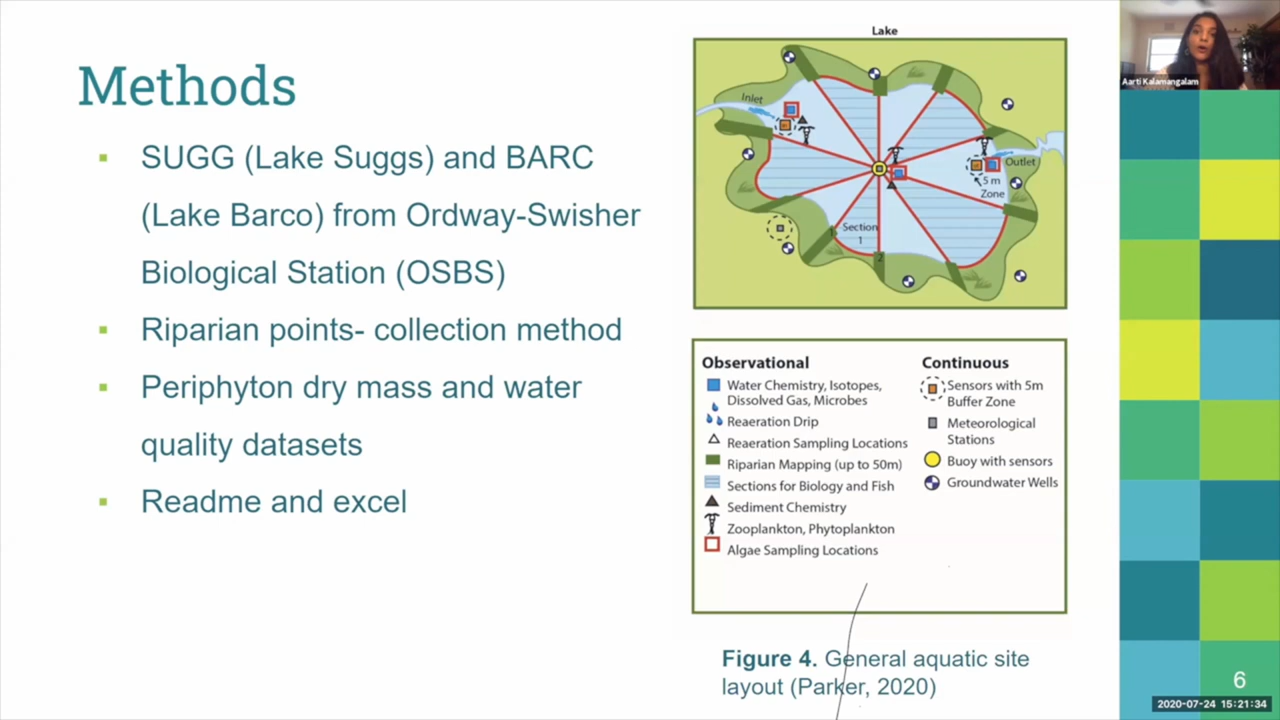 Methods
SUGG (Lake Suggs) and BARC
(Lake Barco) from Ordway-Swisher
Biological Station (OSBS)
Riparian points- collection method
Periphyton dry mass and water
quality datasets
Readme and excel
Lake
Inlet
Outlet
5 m
Zone
Section
1
1
2
Observational
Water Chemistry, Isotopes,
Dissolved Gas, Microbes
Reaeration Drip
Reaeration Sampling Locations
Riparian Mapping (up to 50m)
Sections for Biology and Fish
Sediment Chemistry
Zooplankton, Phytoplankton
Algae Sampling Locations
Continuous
Sensors with 5m
Buffer Zone
Meteorological
Stations
Buoy with sensors
Groundwater Wells
Figure 4. General aquatic site
layout (Parker, 2020)
Aarti Kalamangalam
6
2020-07-24 15:21:34